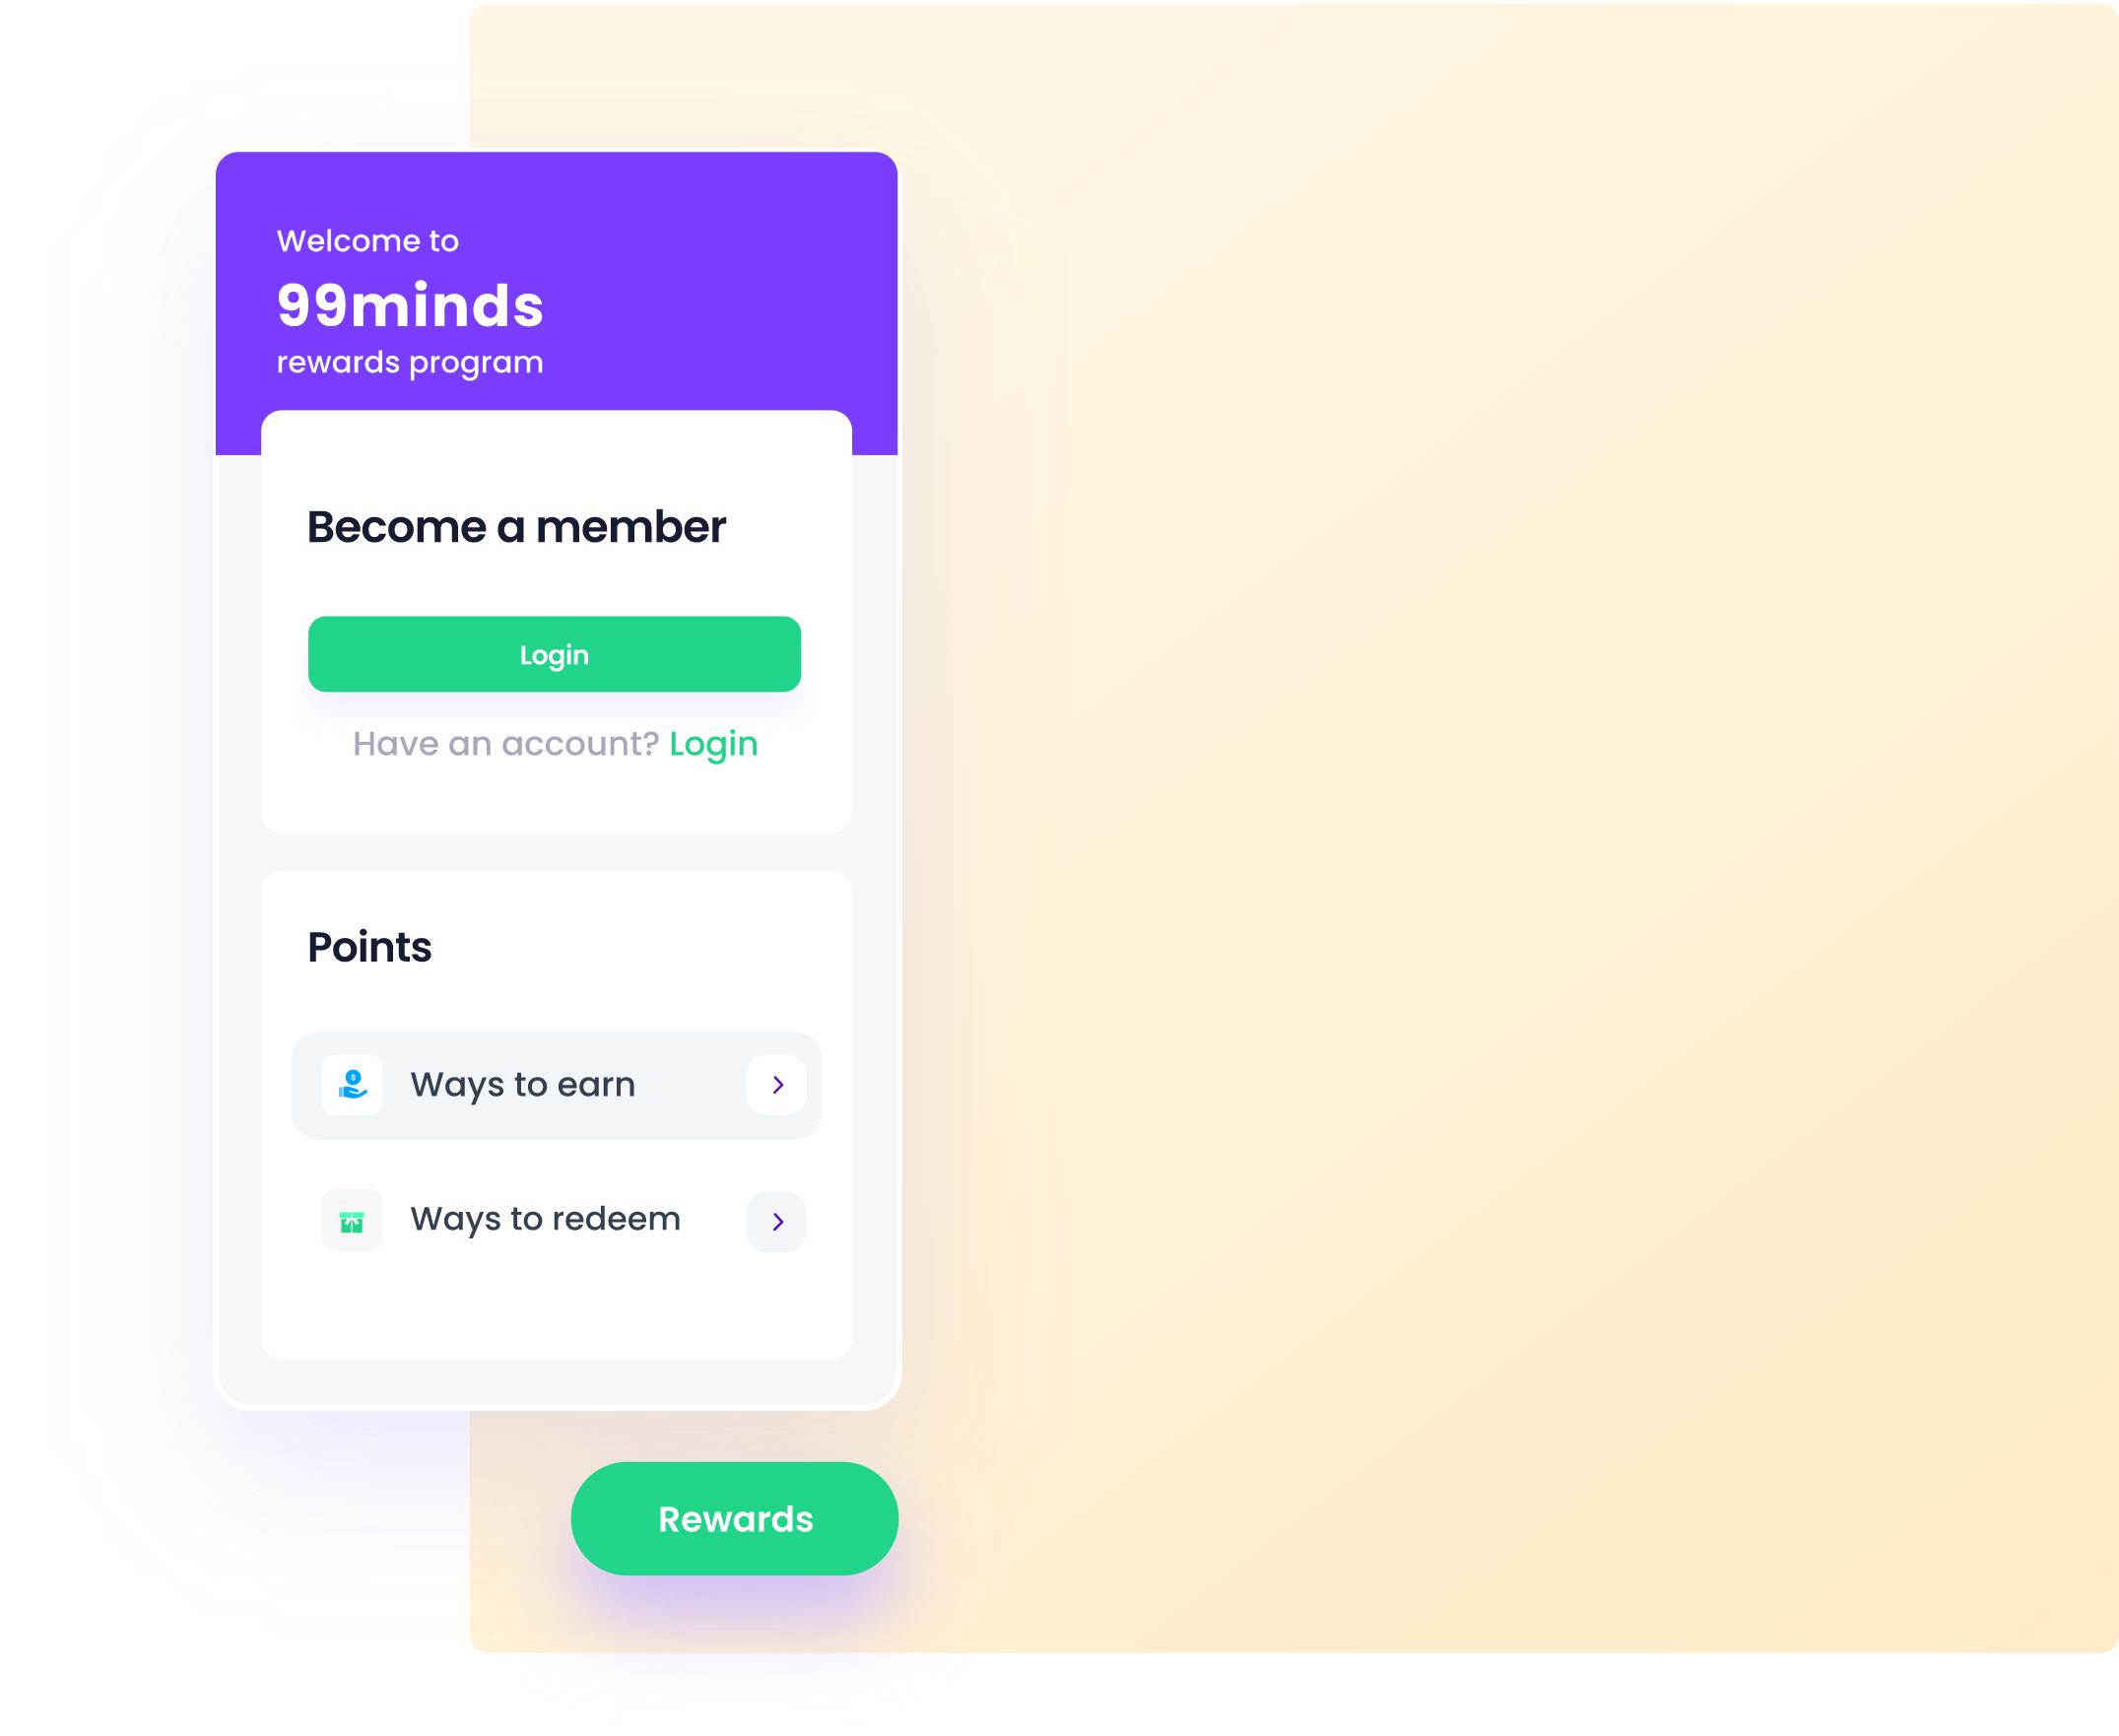 Welcome to
99minds
rewards program
Become a member
Login
Have an account? Login
Points
$
Ways to earn
Ways to redeem
Rewards